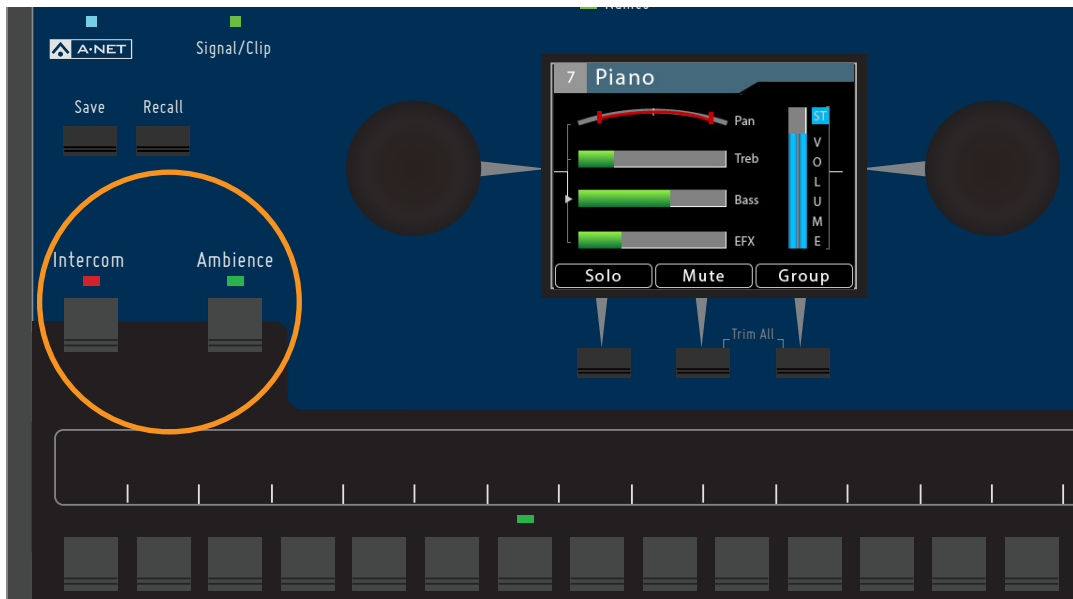 A·NET
Signal/Clip
Save
Recall
Intercom
Ambience
7 Piano
Pan
Treb
Bass
EFX
ST
VOLUME
Solo
Mute
Group
Trim All